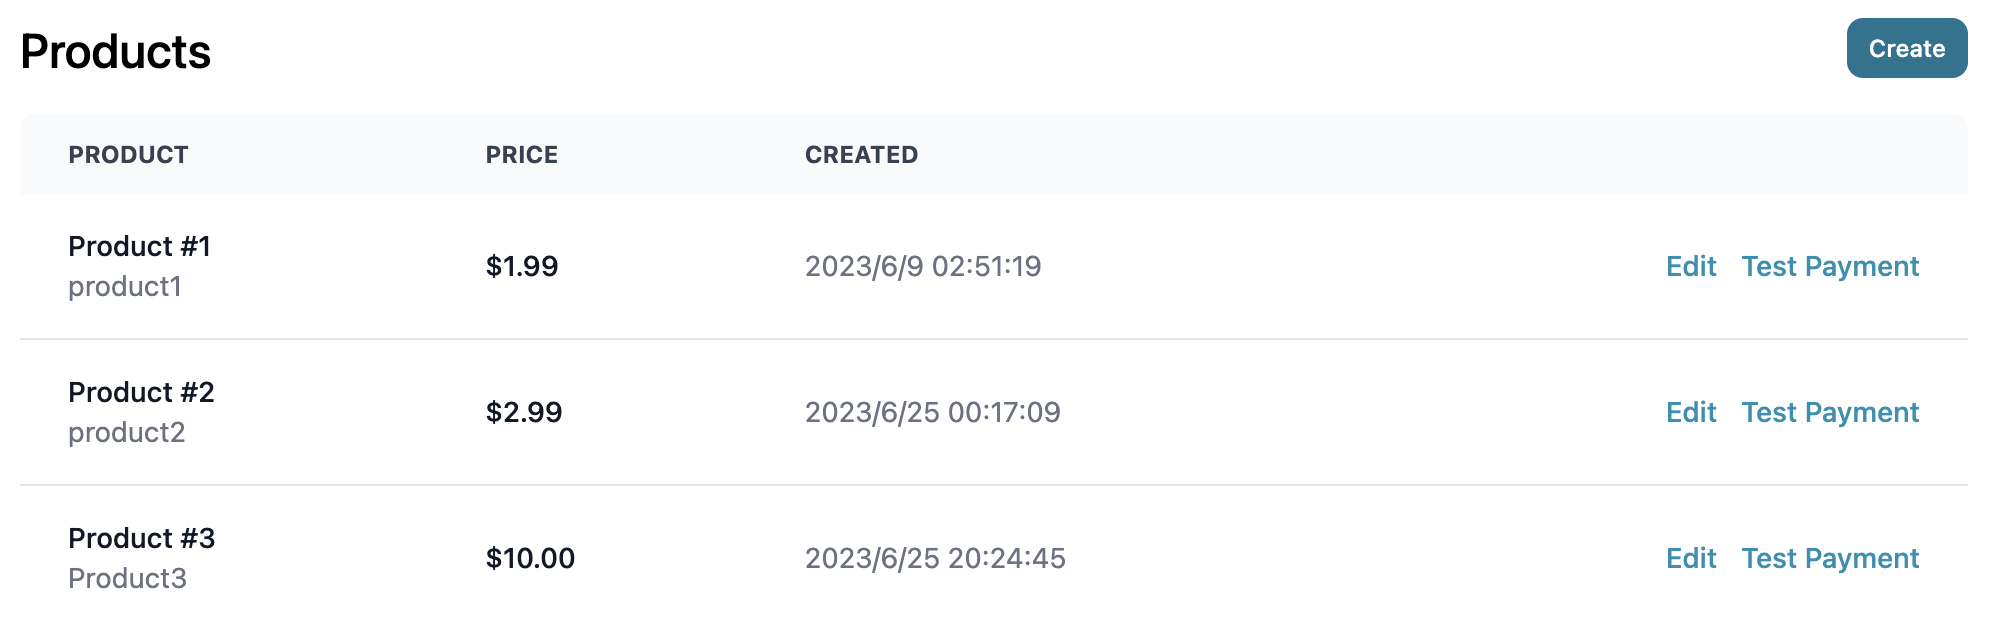 Products
Create
PRODUCT PRICE CREATED
Product #1
product1
$1.99
2023/6/9 02:51:19
Edit Test Payment
Product #2
product2
$2.99
2023/6/25 00:17:09
Edit Test Payment
Product #3
Product3
$10.00
2023/6/25 20:24:45
Edit Test Payment